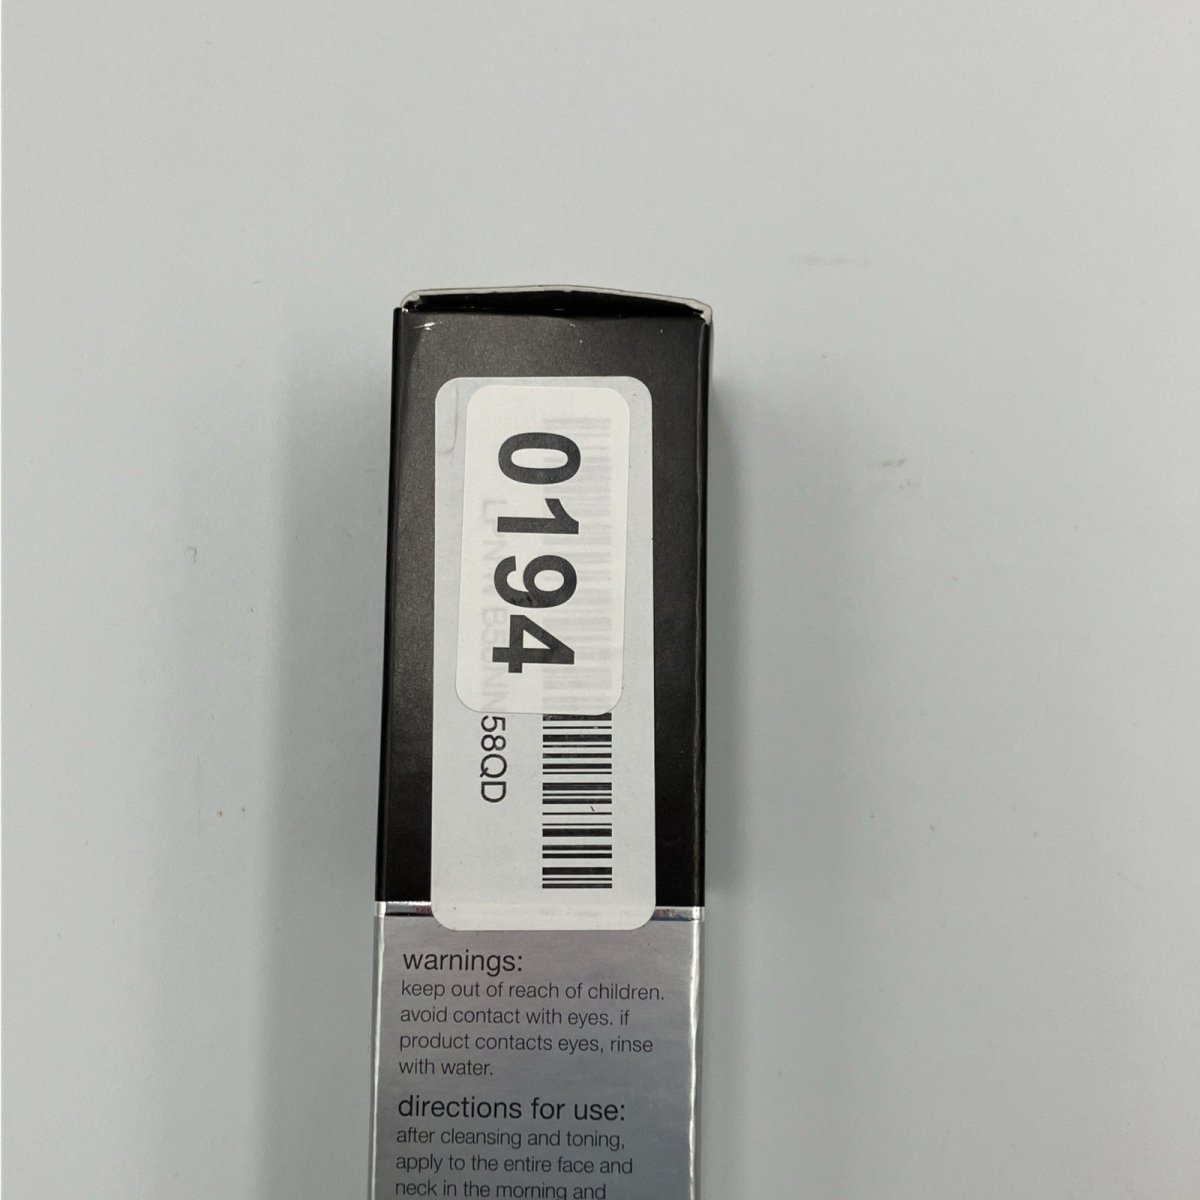 0194
58QD
warnings:
keep out of reach of children.
avoid contact with eyes. if
product contacts eyes, rinse
with water.
directions for use:
after cleansing and toning,
apply to the entire face and
neck in the morning and